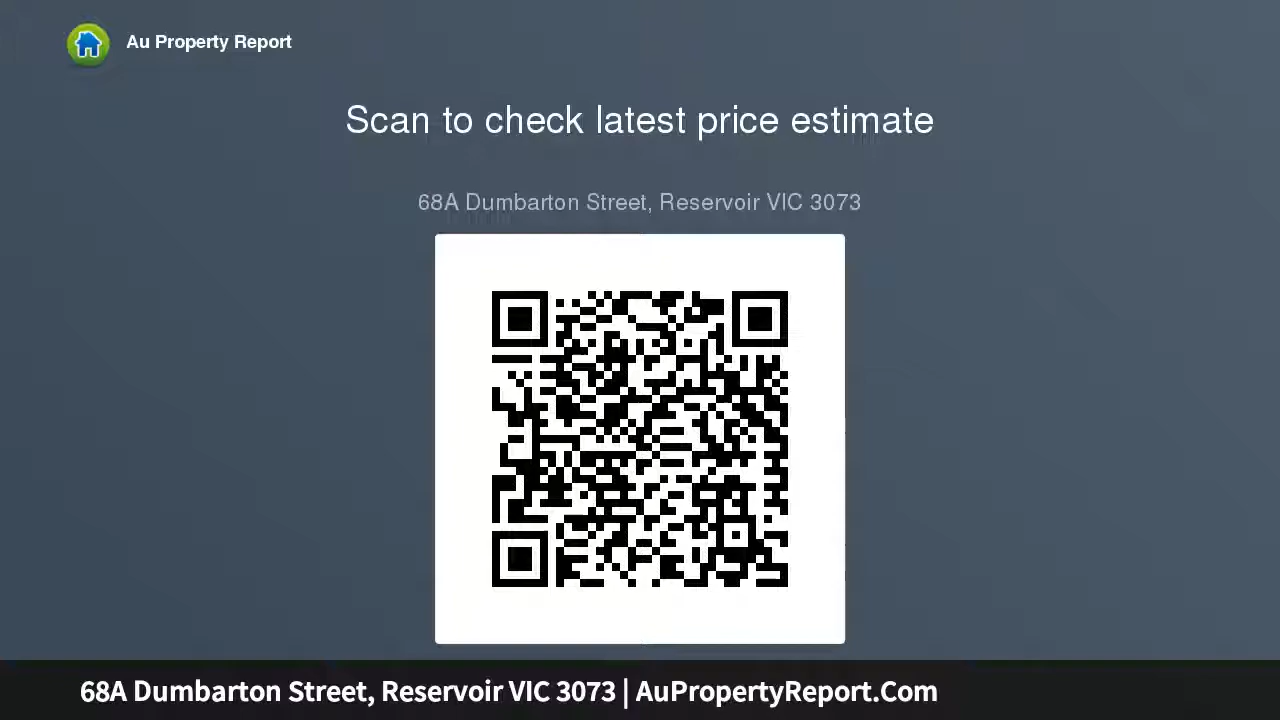 Au Property Report
Scan to check latest price estimate
68A Dumbarton Street, Reservoir VIC 3073
68A Dumbarton Street, Reservoir VIC 3073 | AuPropertyReport.Com